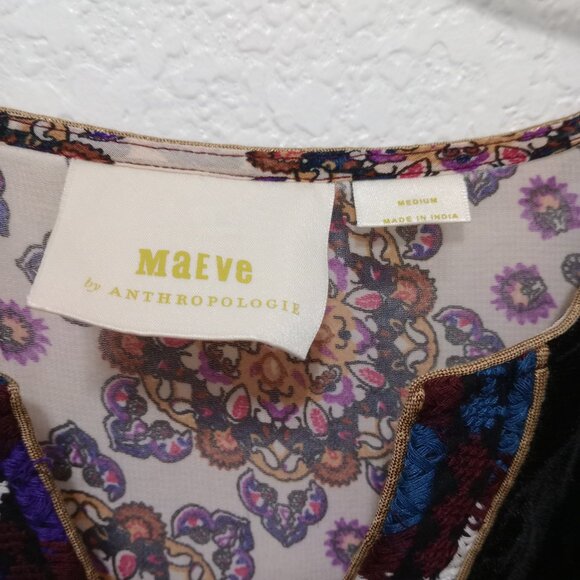 MaEve
by ANTHROPOLOGIE
MEDIUM
MADE IN INDIA